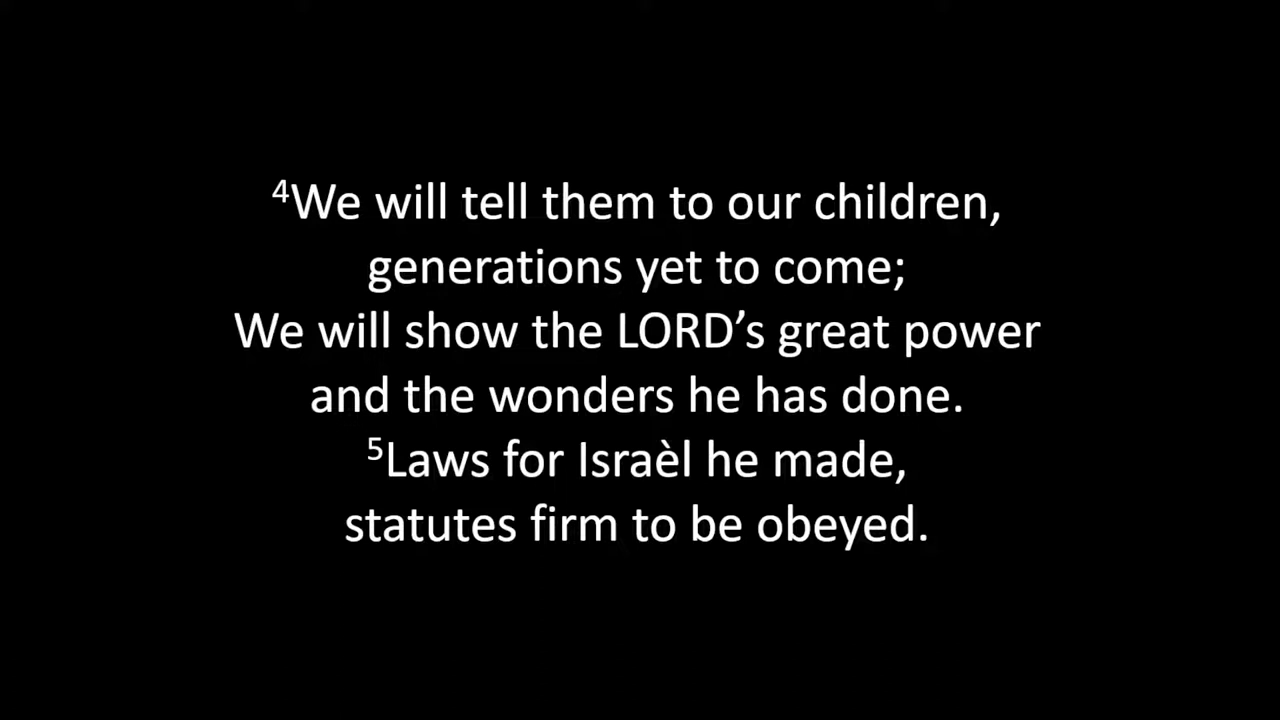 ⁴We will tell them to our children,
generations yet to come;
We will show the LORD’s great power
and the wonders he has done.
⁵Laws for Israèl he made,
statutes firm to be obeyed.